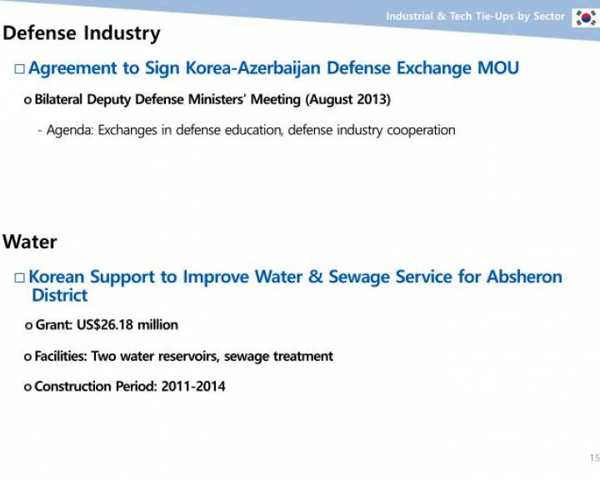 Industrial & Tech Tie-Ups by Sector
Defense Industry
□ Agreement to Sign Korea-Azerbaijan Defense Exchange MOU
o Bilateral Deputy Defense Ministers’ Meeting (August 2013)
- Agenda: Exchanges in defense education, defense industry cooperation
Water
□ Korean Support to Improve Water & Sewage Service for Absheron
District
o Grant: US$26.18 million
o Facilities: Two water reservoirs, sewage treatment
o Construction Period: 2011-2014
15